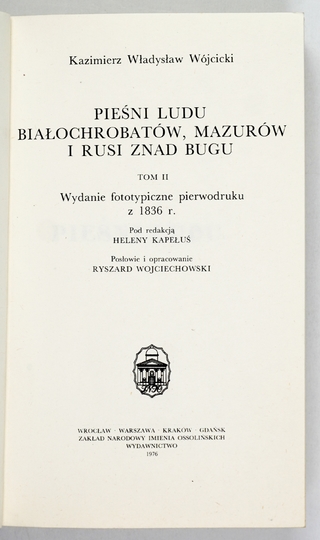 Kazimierz Władysław Wójcicki
PIEŚNI LUDU
BIAŁOCHROBATÓW, MAZURÓW
I RUSI ZNAD BUGU
TOM II
Wydanie fototypiczne pierwodruku
z 1836 r.
Pod redakcją
HELENY KAPEŁUŚ
Posłowie i opracowanie
RYSZARD WOJCIECHOWSKI
WROCŁAW · WARSZAWA · KRAKÓW · GDAŃSK
ZAKŁAD NARODOWY IMIENIA OSSOLIŃSKICH
WYDAWNICTWO
1976